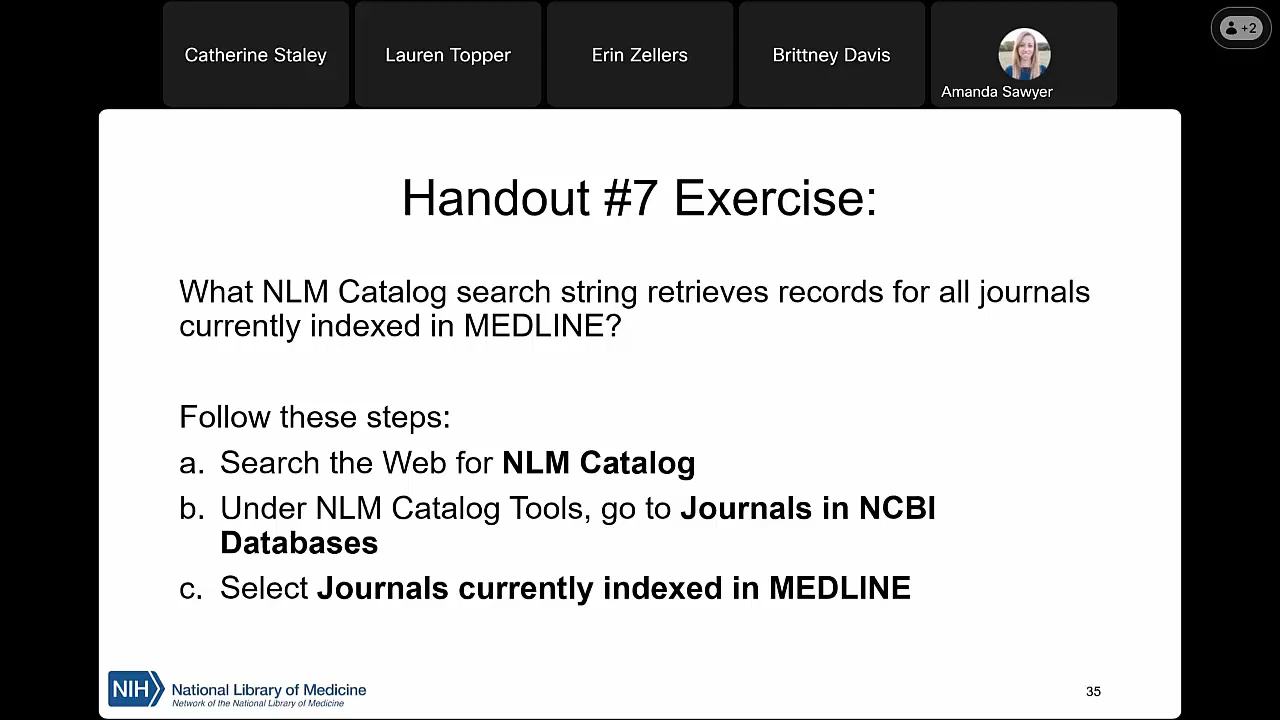 Catherine Staley
Lauren Topper
Erin Zellers
Brittney Davis
Amanda Sawyer
+2
Handout #7 Exercise:
What NLM Catalog search string retrieves records for all journals
currently indexed in MEDLINE?
Follow these steps:
a. Search the Web for NLM Catalog
b. Under NLM Catalog Tools, go to Journals in NCBI
Databases
c. Select Journals currently indexed in MEDLINE
NIH National Library of Medicine
Network of the National Library of Medicine
35